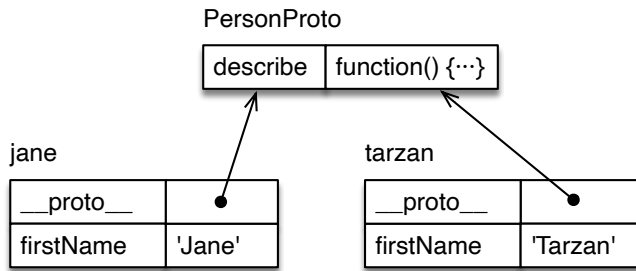 PersonProto
describe function() {···}
jane
tarzan
__proto__
firstName 'Jane'
__proto__
firstName 'Tarzan'